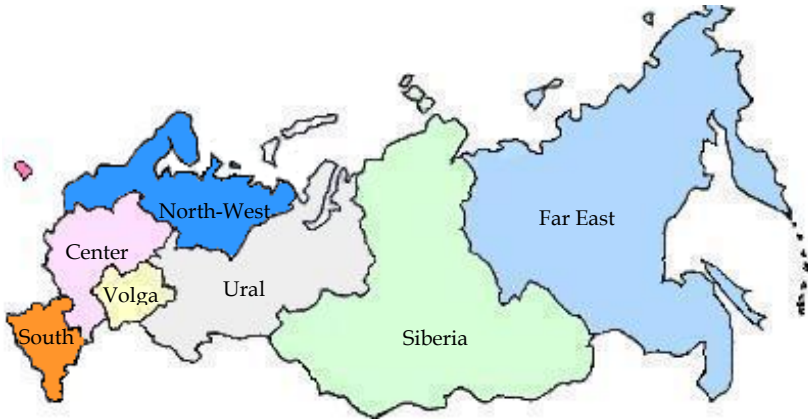 North-West
Far East
Center
Ural
Volga
South
Siberia